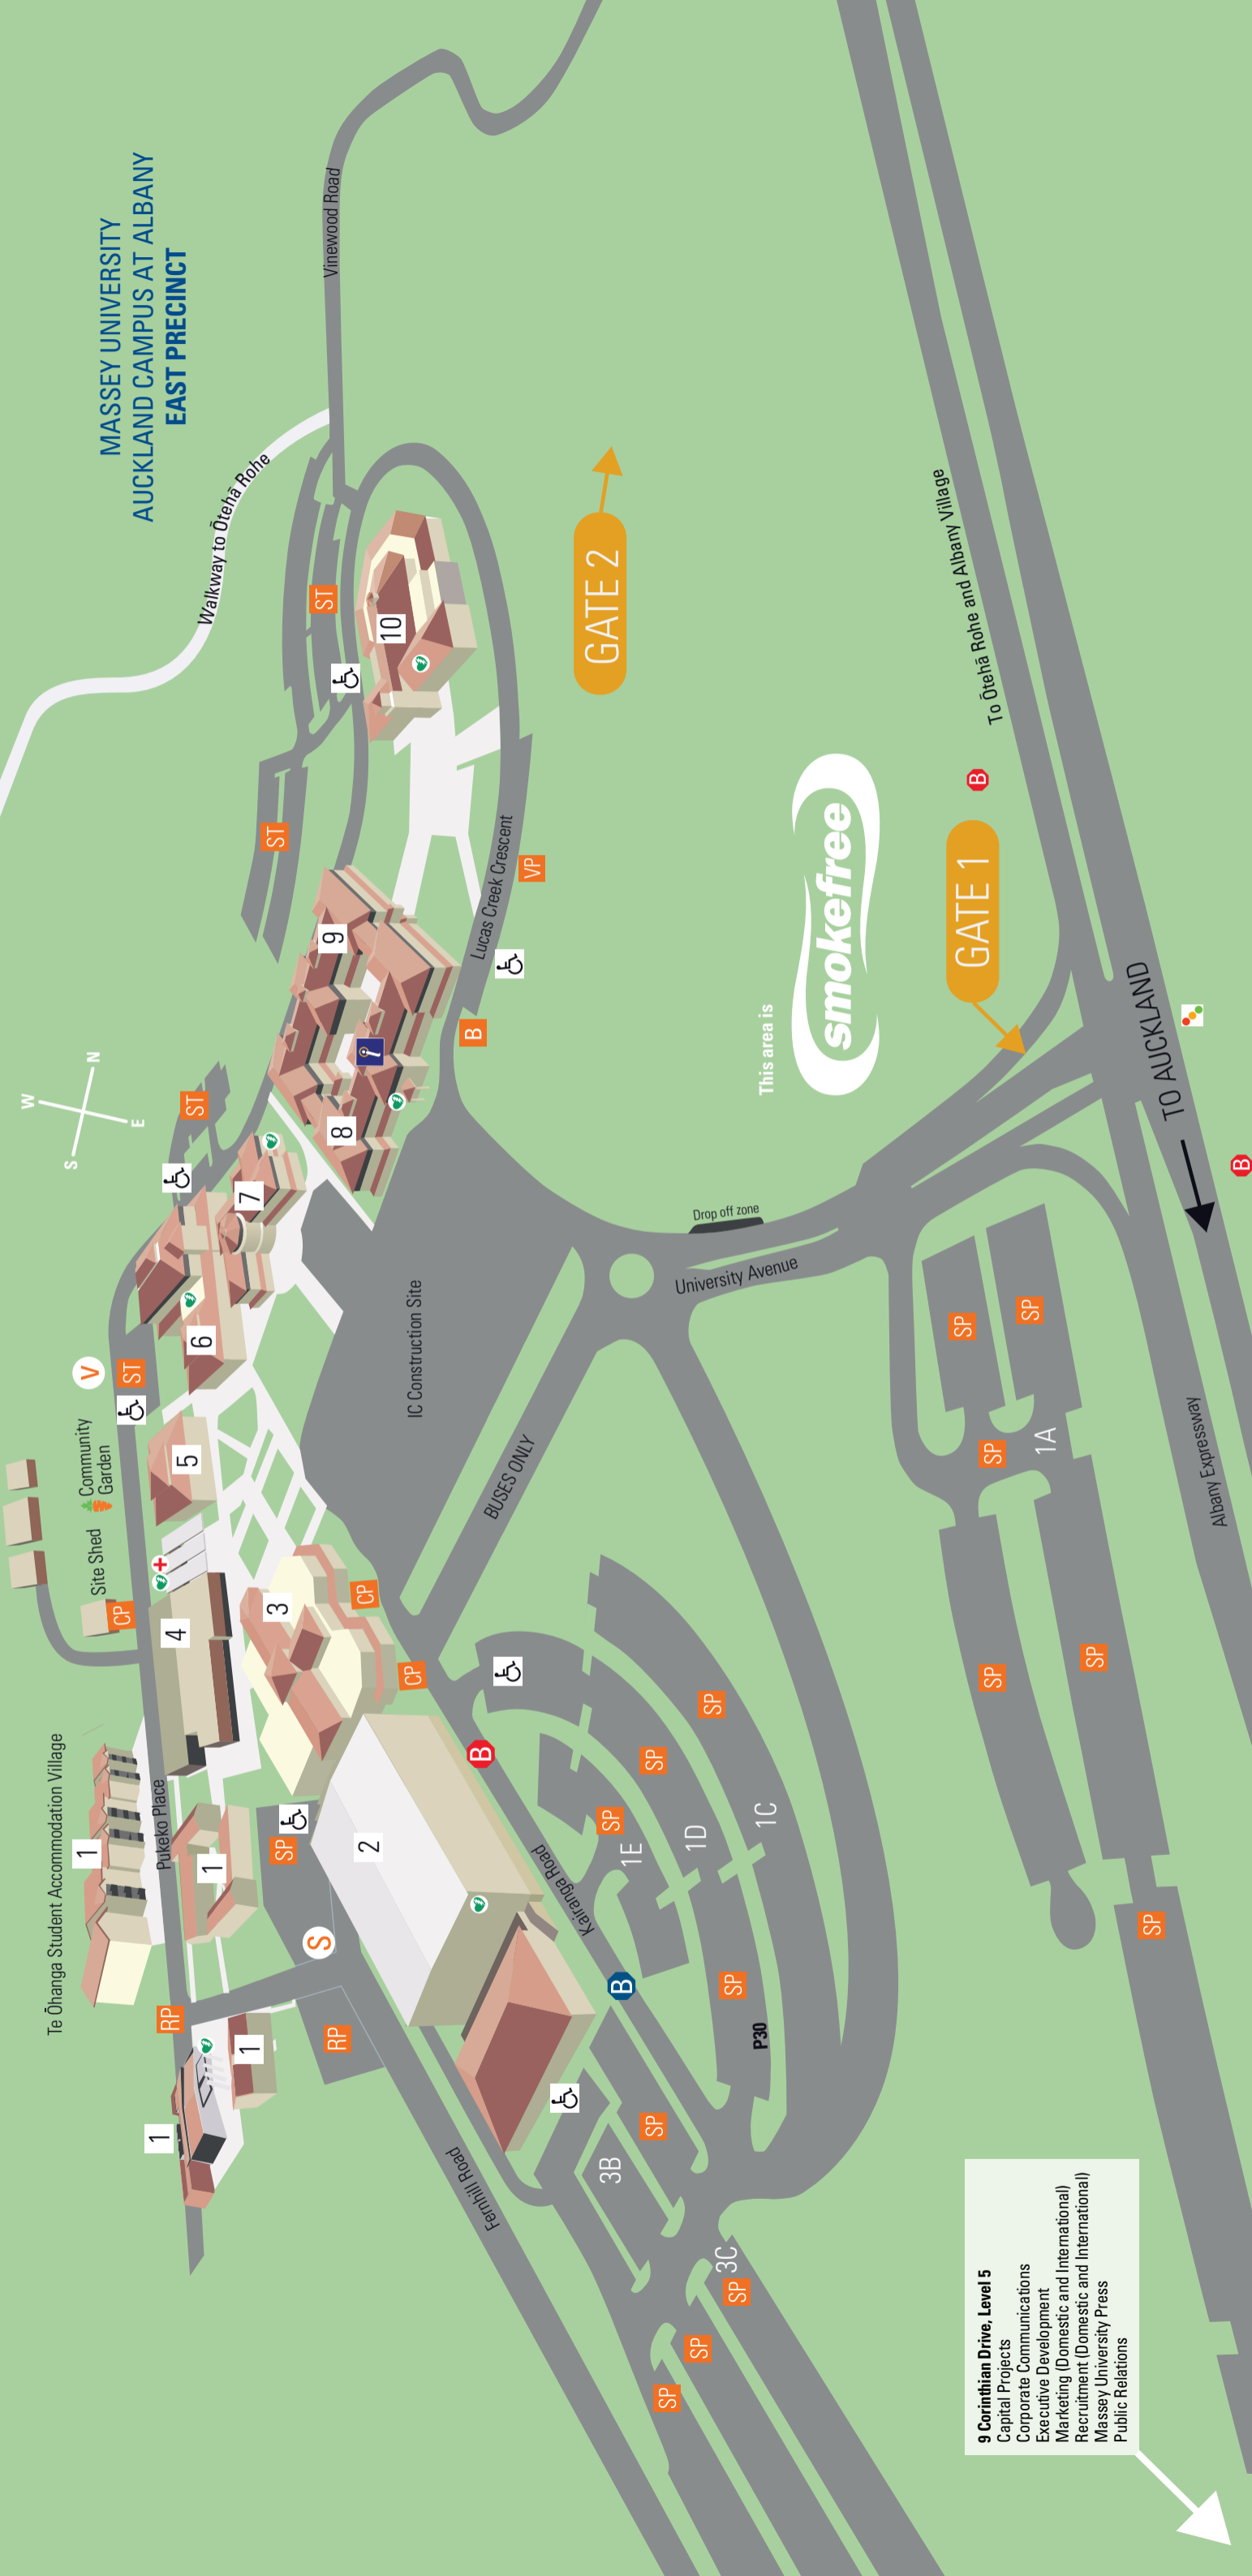 MASSEY UNIVERSITY
AUCKLAND CAMPUS AT ALBANY
EAST PRECINCT
Te Ōhanga Student Accommodation Village
Site Shed
Community
Garden
V
W
N
S
E
Walkway to Ōtehā Rohe
Vinewood Road
Pukeko Place
1
1
1
1
2
3
4
5
6
7
8
9
10
RP
RP
S
SP
CP
CP
CP
ST
ST
ST
ST
i
B
VP
Lucas Creek Crescent
GATE 2
IC Construction Site
BUSES ONLY
B
B
Kairanga Road
Fernhill Road
University Avenue
Drop off zone
This area is
smokefree
GATE 1
B
To Ōtehā Rohe and Albany Village
1E
1D
1C
P30
SP
SP
SP
SP
3B
SP
3C
SP
SP
SP
SP
SP
SP
1A
SP
SP
SP
TO AUCKLAND
B
Albany Expressway
9 Corinthian Drive, Level 5
Capital Projects
Corporate Communications
Executive Development
Marketing (Domestic and International)
Recruitment (Domestic and International)
Massey University Press
Public Relations